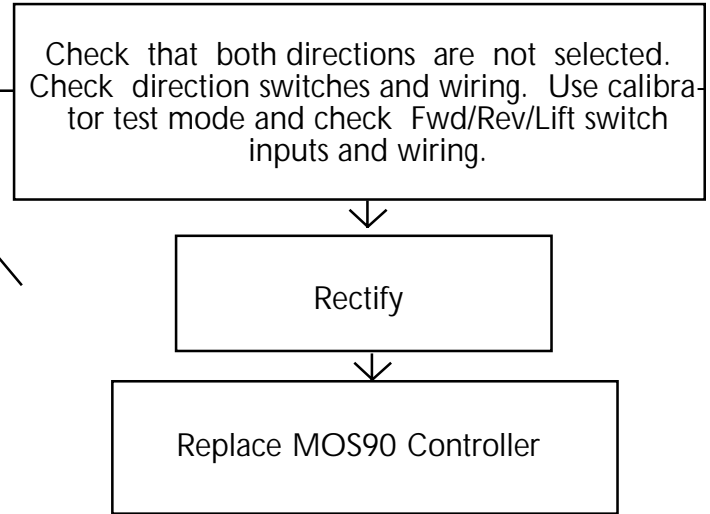 Check that both directions are not selected.
Check direction switches and wiring. Use calibra-
tor test mode and check Fwd/Rev/Lift switch
inputs and wiring.
Rectify
Replace MOS90 Controller